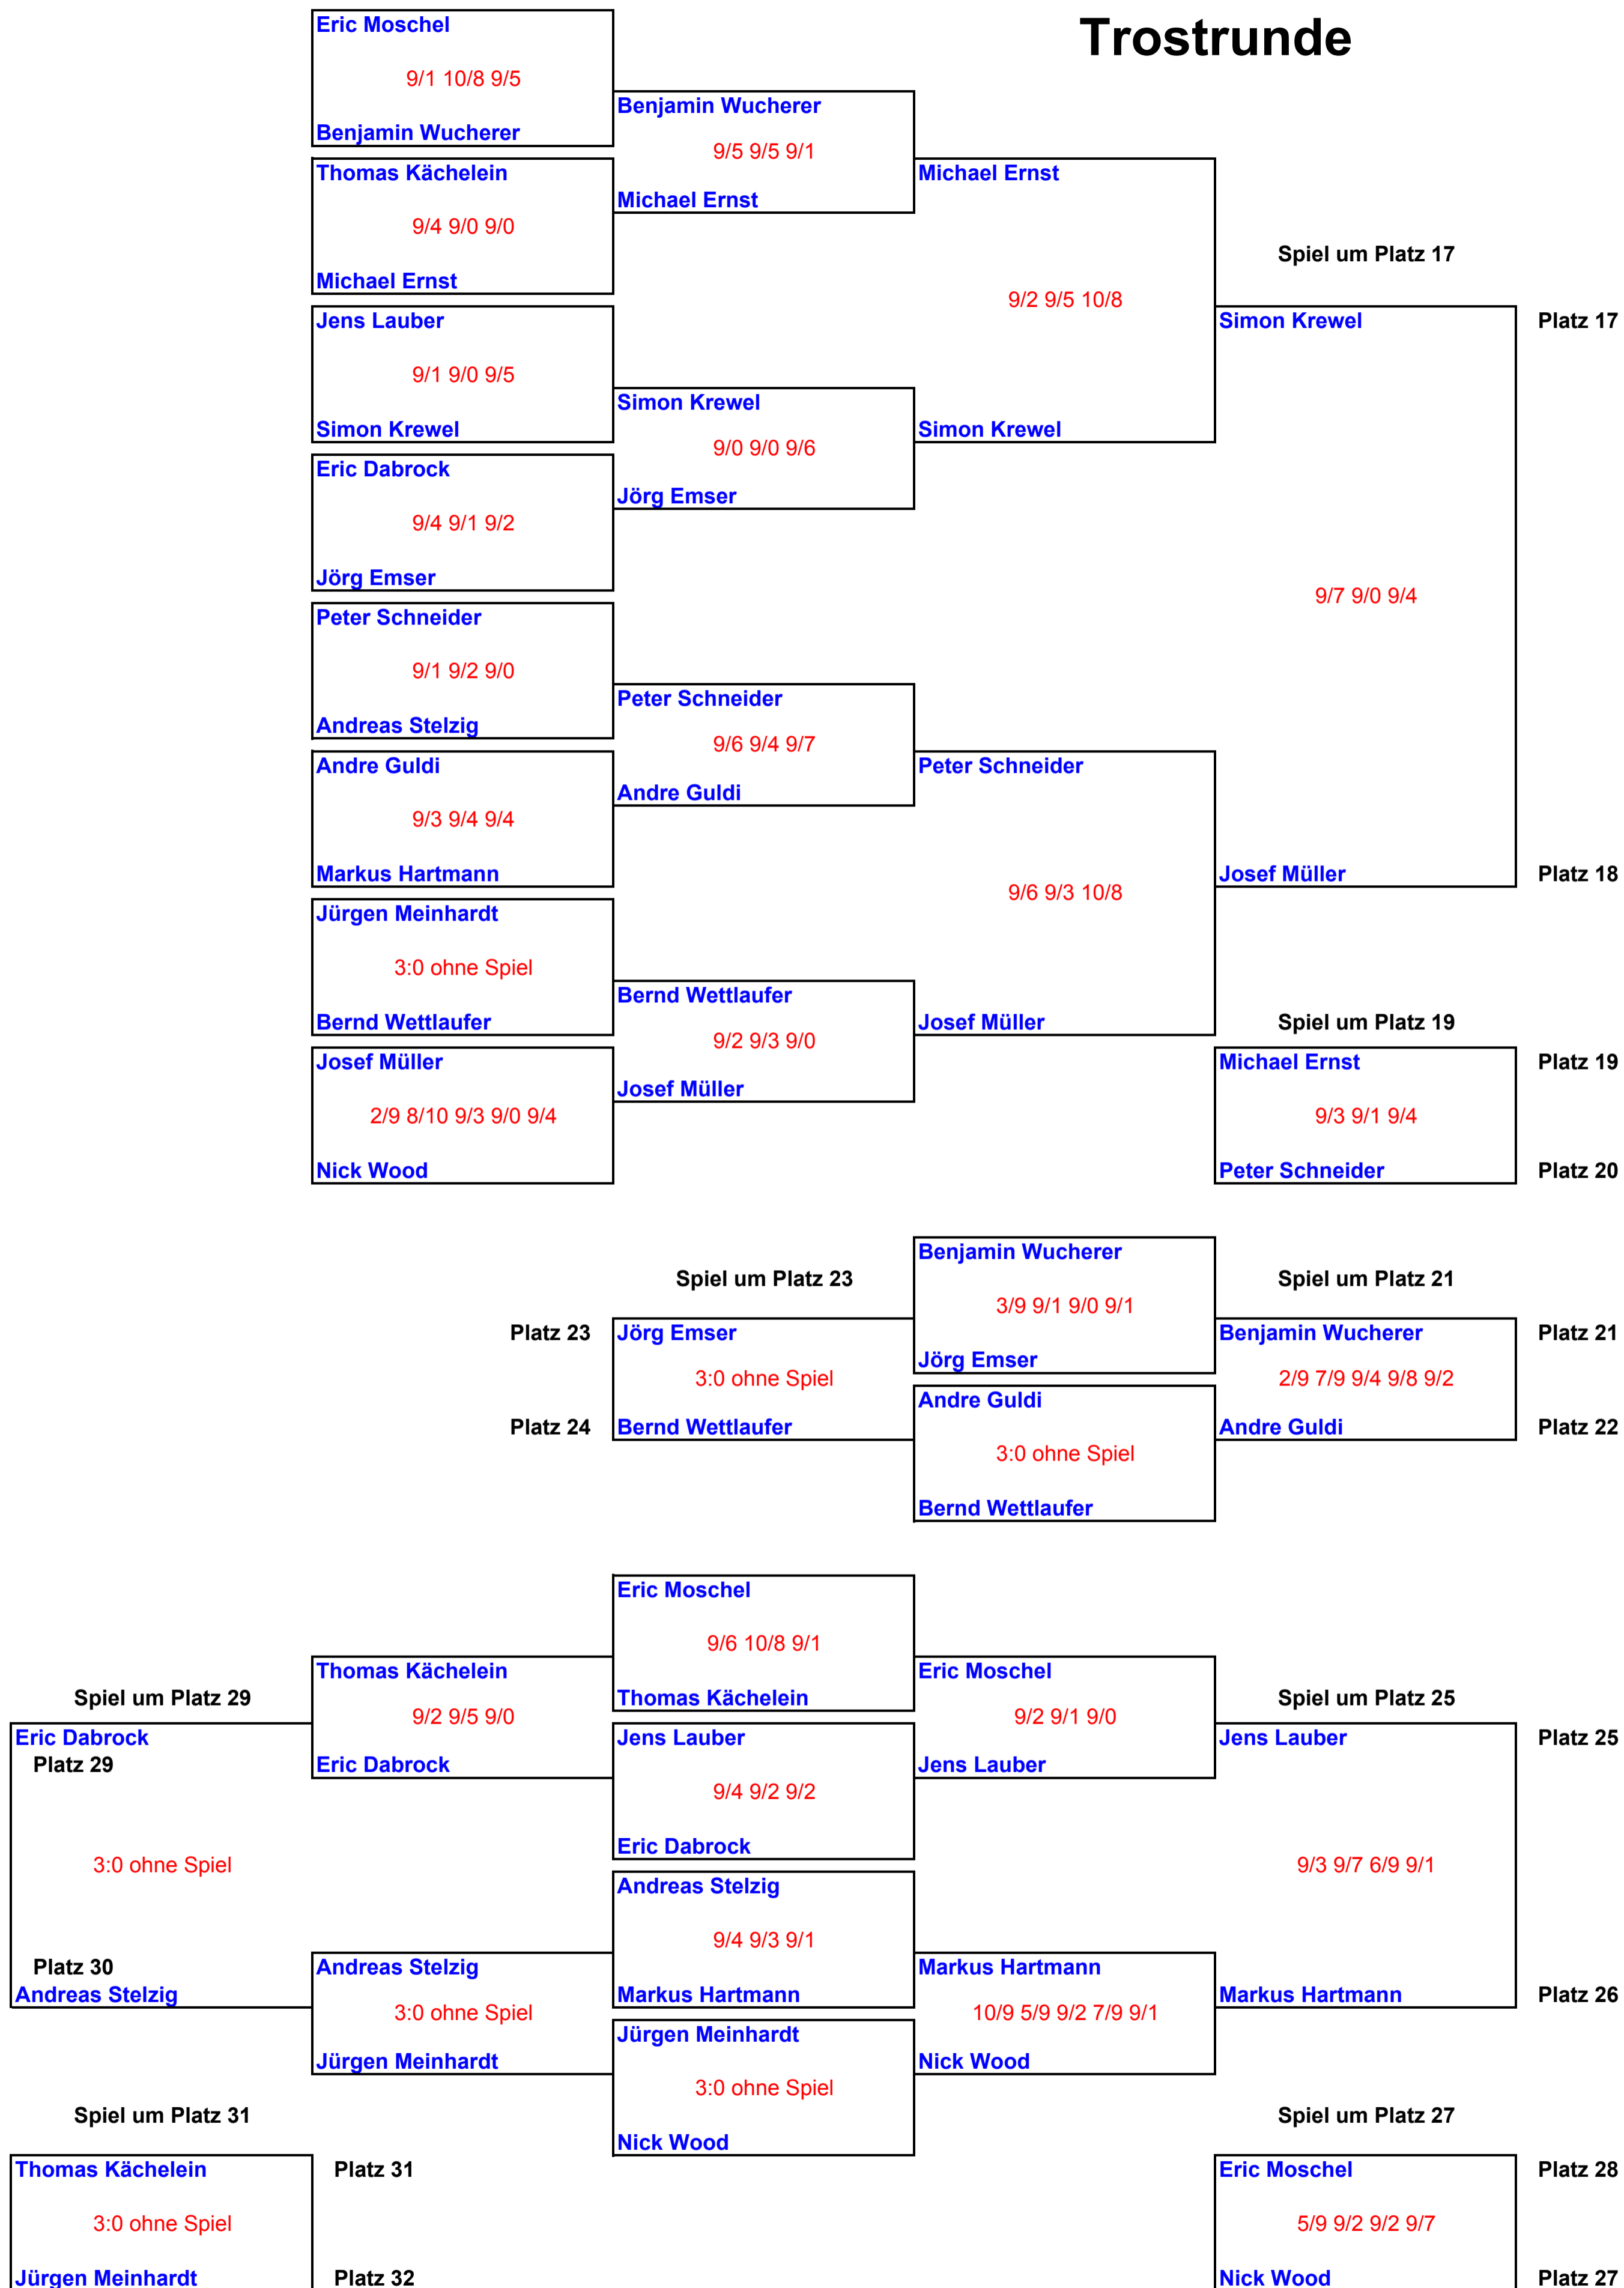 Trostrunde
Eric Moschel
9/1 10/8 9/5
Benjamin Wucherer
Thomas Kächelein
9/4 9/0 9/0
Michael Ernst
Jens Lauber
9/1 9/0 9/5
Simon Krewel
Eric Dabrock
9/4 9/1 9/2
Jörg Emser
Peter Schneider
9/1 9/2 9/0
Andreas Stelzig
Andre Guldi
9/3 9/4 9/4
Markus Hartmann
Jürgen Meinhardt
3:0 ohne Spiel
Bernd Wettlaufer
Josef Müller
2/9 8/10 9/3 9/0 9/4
Nick Wood
Benjamin Wucherer
9/5 9/5 9/1
Michael Ernst
Simon Krewel
9/0 9/0 9/6
Jörg Emser
Peter Schneider
9/6 9/4 9/7
Andre Guldi
Bernd Wettlaufer
9/2 9/3 9/0
Josef Müller
Michael Ernst
9/2 9/5 10/8
Simon Krewel
Peter Schneider
9/6 9/3 10/8
Josef Müller
Spiel um Platz 17
Simon Krewel
Platz 17
9/7 9/0 9/4
Josef Müller
Platz 18
Spiel um Platz 19
Michael Ernst
Platz 19
9/3 9/1 9/4
Peter Schneider
Platz 20
Spiel um Platz 23
Platz 23
Jörg Emser
3:0 ohne Spiel
Platz 24
Bernd Wettlaufer
Benjamin Wucherer
3/9 9/1 9/0 9/1
Jörg Emser
Andre Guldi
3:0 ohne Spiel
Bernd Wettlaufer
Spiel um Platz 21
Benjamin Wucherer
Platz 21
2/9 7/9 9/4 9/8 9/2
Andre Guldi
Platz 22
Spiel um Platz 29
Eric Dabrock
Platz 29
3:0 ohne Spiel
Platz 30
Andreas Stelzig
Thomas Kächelein
9/2 9/5 9/0
Eric Dabrock
Andreas Stelzig
3:0 ohne Spiel
Jürgen Meinhardt
Eric Moschel
9/6 10/8 9/1
Thomas Kächelein
Jens Lauber
9/4 9/2 9/2
Eric Dabrock
Andreas Stelzig
9/4 9/3 9/1
Markus Hartmann
Jürgen Meinhardt
3:0 ohne Spiel
Nick Wood
Eric Moschel
9/2 9/1 9/0
Jens Lauber
Markus Hartmann
10/9 5/9 9/2 7/9 9/1
Nick Wood
Spiel um Platz 25
Jens Lauber
Platz 25
9/3 9/7 6/9 9/1
Markus Hartmann
Platz 26
Spiel um Platz 31
Thomas Kächelein
Platz 31
3:0 ohne Spiel
Jürgen Meinhardt
Platz 32
Spiel um Platz 27
Eric Moschel
Platz 28
5/9 9/2 9/2 9/7
Nick Wood
Platz 27